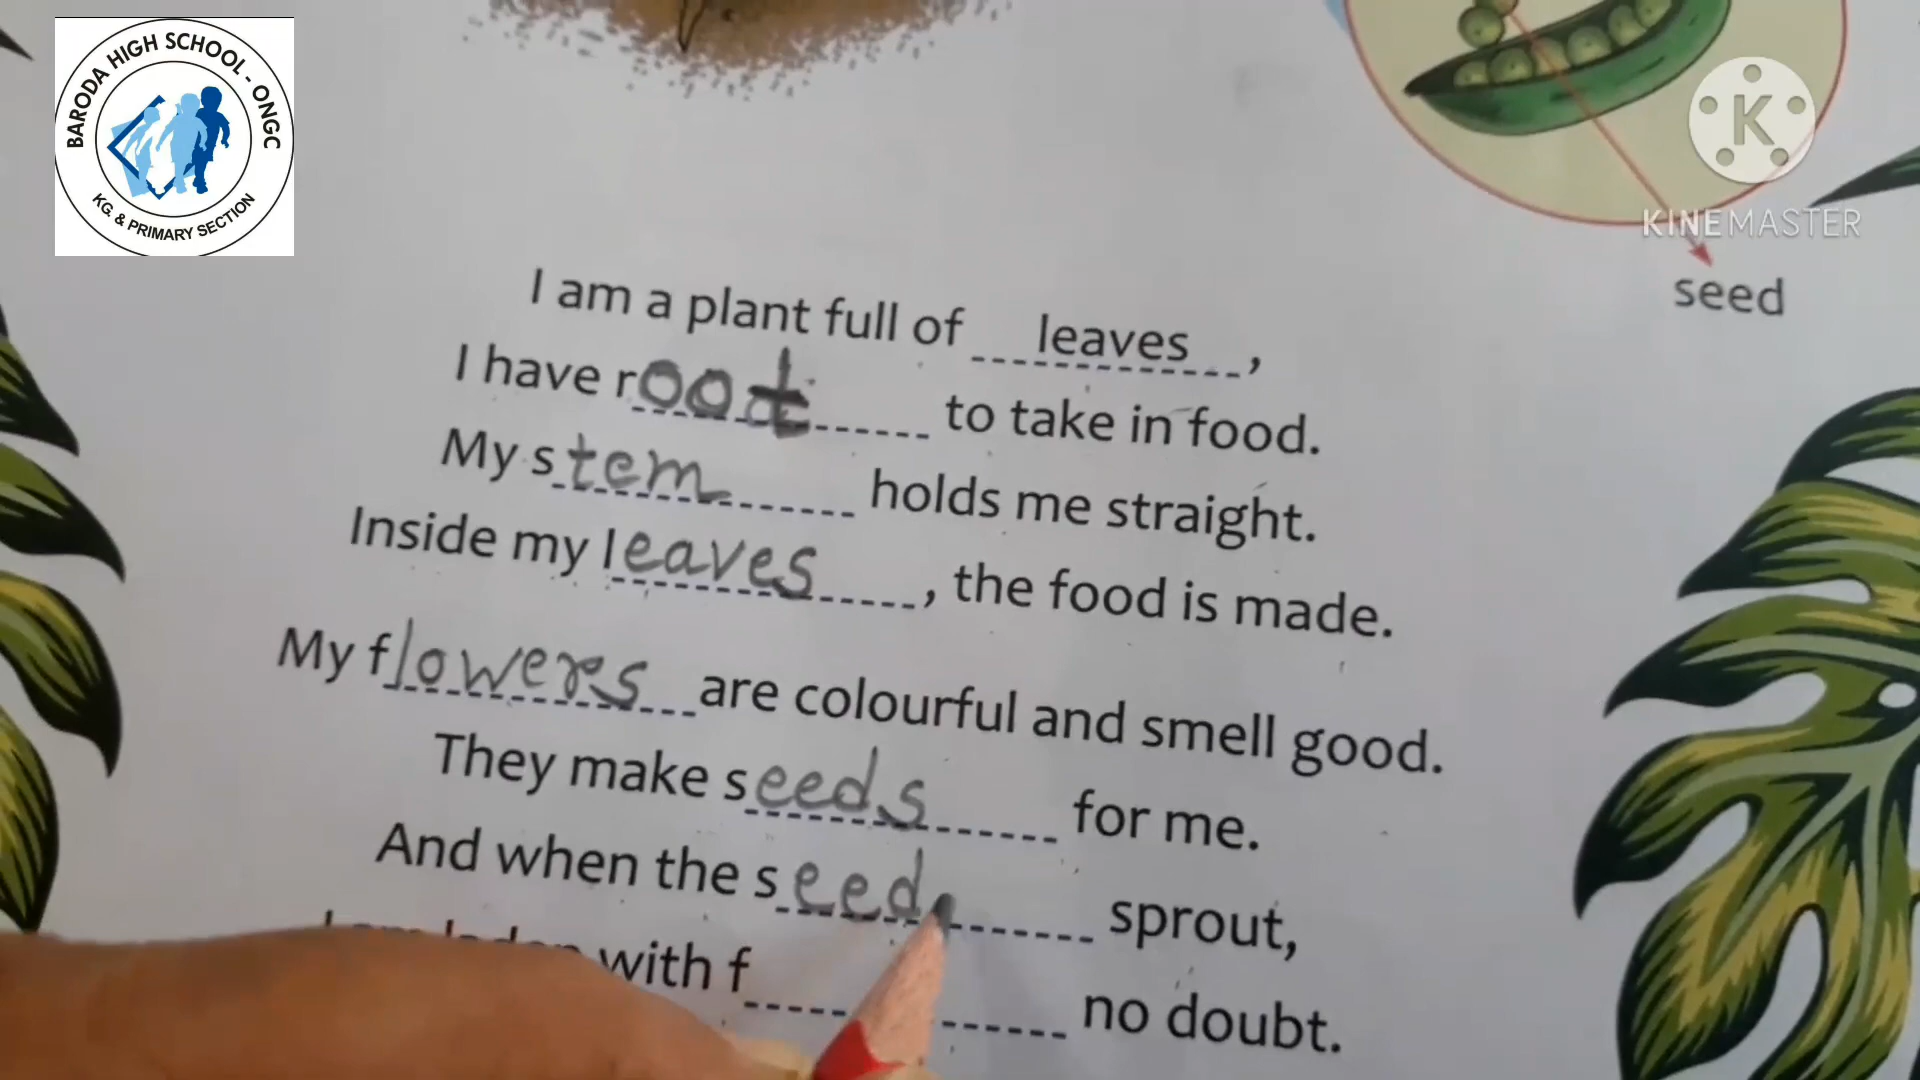 BARODA HIGH SCHOOL - ONGC
KG. & PRIMARY SECTION
K
KINEMASTER
seed
I am a plant full of leaves,
I have root to take in food.
My stem holds me straight.
Inside my leaves, the food is made.
My flowers are colourful and smell good.
They make seeds for me.
And when the seed sprout,
with f no doubt.